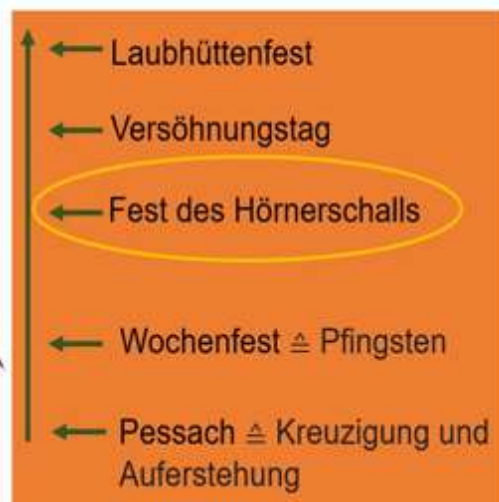 Laubhüttenfest
Versöhnungstag
Fest des Hörnerschalls
Wochenfest ≙ Pfingsten
Pessach ≙ Kreuzigung und
Auferstehung